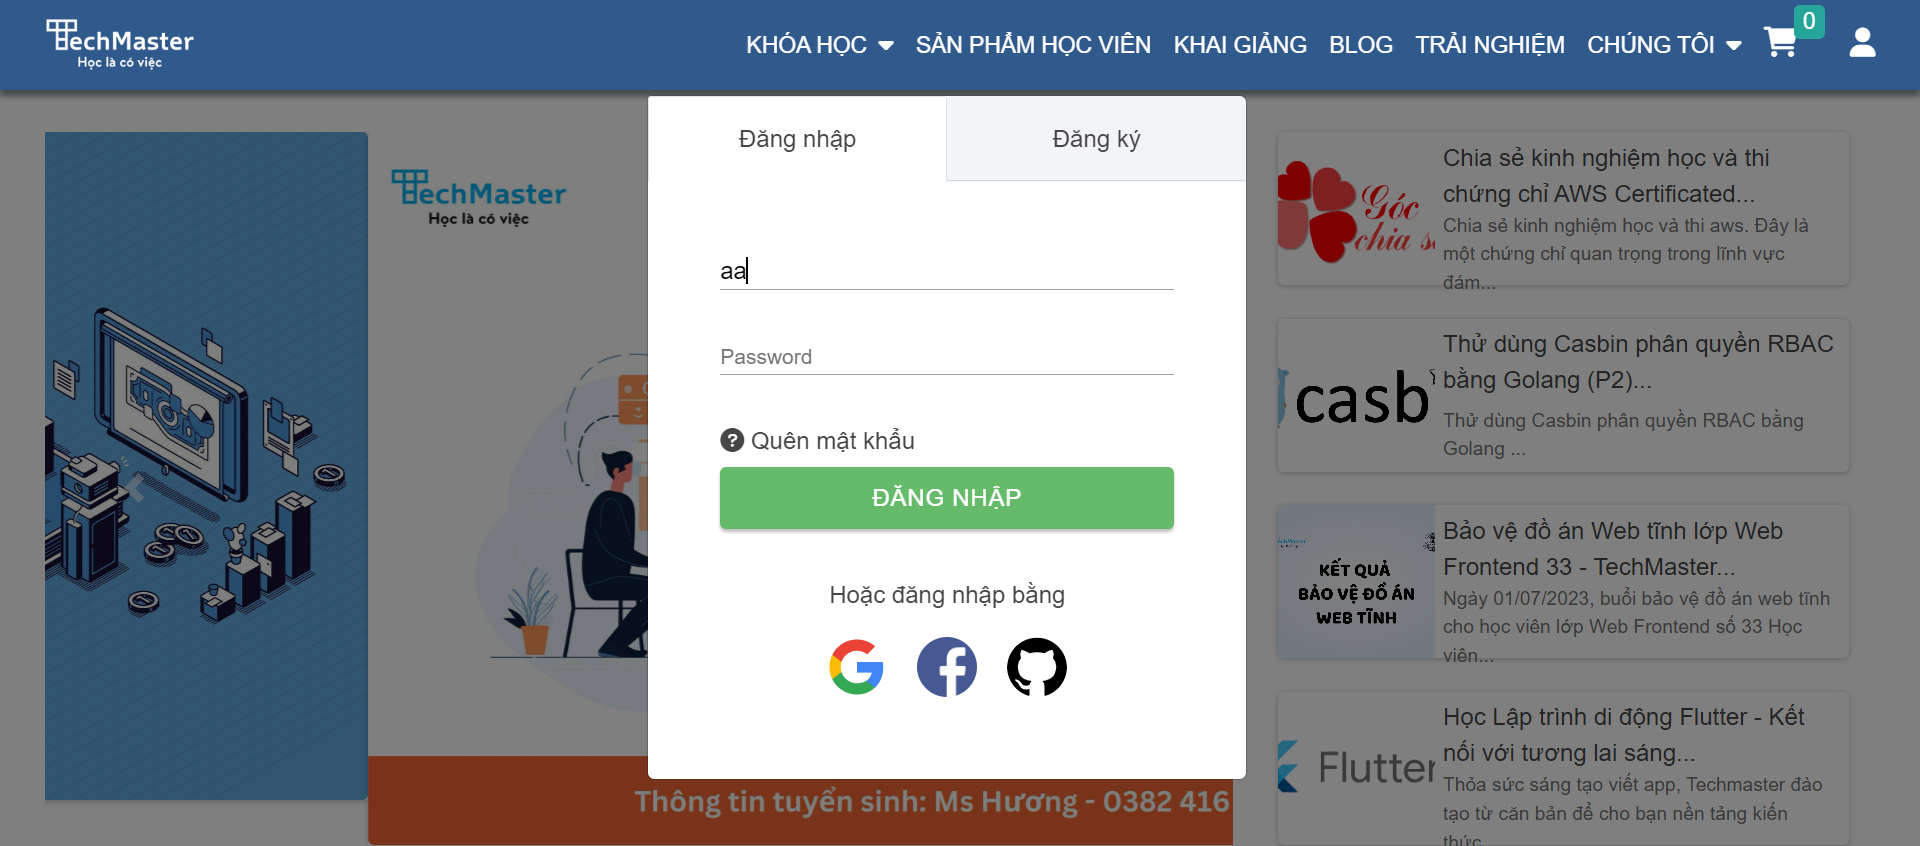 TechMaster
Học là có việc
KHÓA HỌC
SẢN PHẨM HỌC VIÊN
KHAI GIẢNG
BLOG
TRẢI NGHIỆM
CHÚNG TÔI
0
Đăng nhập
Đăng ký
aa
Password
? Quên mật khẩu
ĐĂNG NHẬP
Hoặc đăng nhập bằng
TechMaster
Học là có việc
Thông tin tuyển sinh: Ms Hương - 0382 416
Góc
chia s
Chia sẻ kinh nghiệm học và thi
chứng chỉ AWS Certificated...
Chia sẻ kinh nghiệm học và thi aws. Đây là
một chứng chỉ quan trọng trong lĩnh vực
đám...
casb
Thử dùng Casbin phân quyền RBAC
bằng Golang (P2)...
Thử dùng Casbin phân quyền RBAC bằng
Golang ...
KẾT QUẢ
BẢO VỆ ĐỒ ÁN
WEB TĨNH
Bảo vệ đồ án Web tĩnh lớp Web
Frontend 33 - TechMaster...
Ngày 01/07/2023, buổi bảo vệ đồ án web tĩnh
cho học viên lớp Web Frontend số 33 Học
viên...
Flutter
Học Lập trình di động Flutter - Kết
nối với tương lai sáng...
Thỏa sức sáng tạo viết app, Techmaster đào
tạo từ căn bản để cho bạn nền tảng kiến
thức